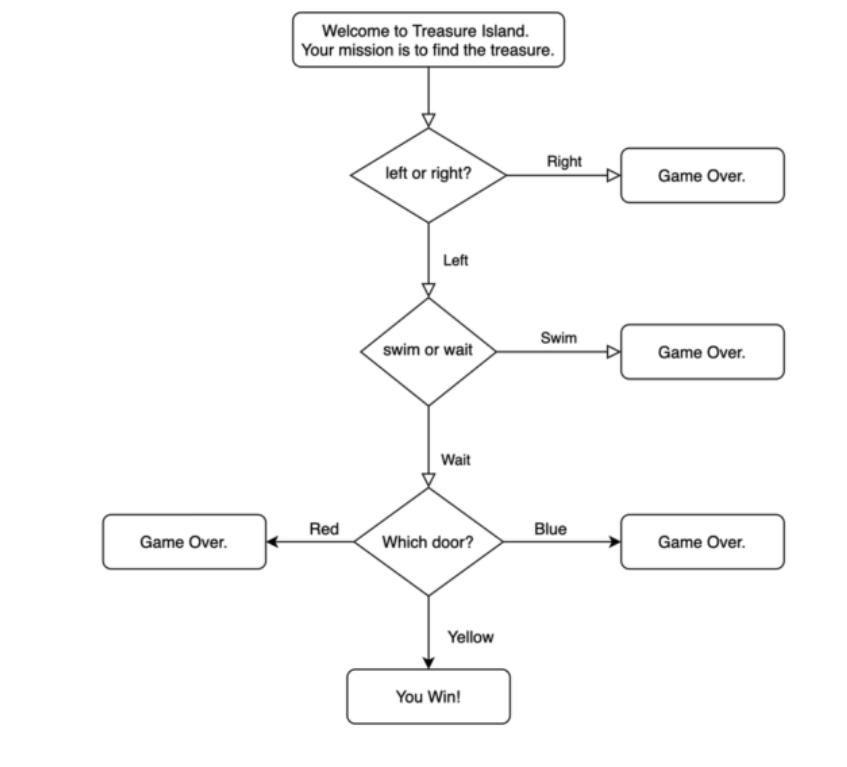 Welcome to Treasure Island.
Your mission is to find the treasure.
left or right?
Right
Game Over.
Left
swim or wait
Swim
Game Over.
Wait
Game Over.
Red
Which door?
Blue
Game Over.
Yellow
You Win!